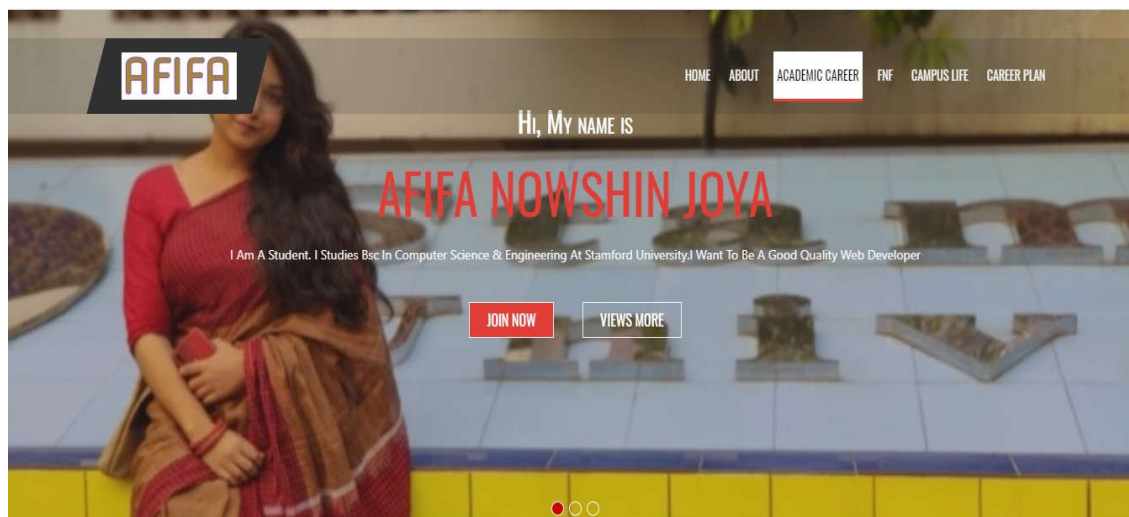 AFIFA
HOME ABOUT ACADEMIC CAREER FNF CAMPUS LIFE CAREER PLAN
HI, MY NAME IS
AFIFA NOWSHIN JOYA
I Am A Student. I Studies Bsc In Computer Science & Engineering At Stamford University.I Want To Be A Good Quality Web Developer
JOIN NOW VIEWS MORE